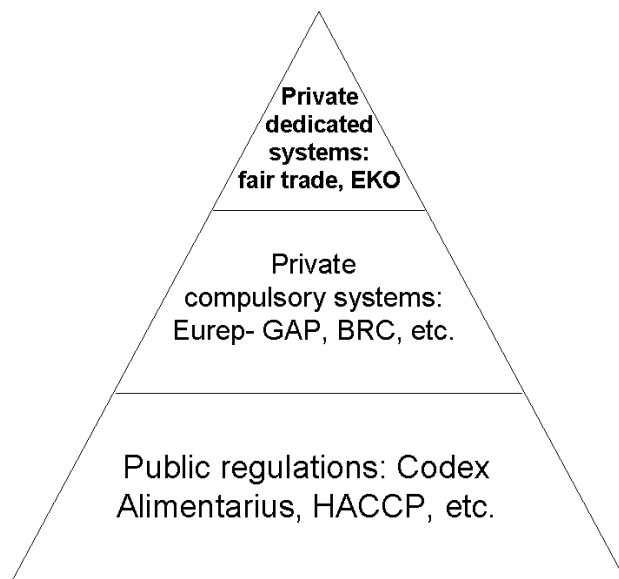 Private
dedicated
systems:
fair trade, EKO
Private
compulsory systems:
Eurep- GAP, BRC, etc.
Public regulations: Codex
Alimentarius, HACCP, etc.